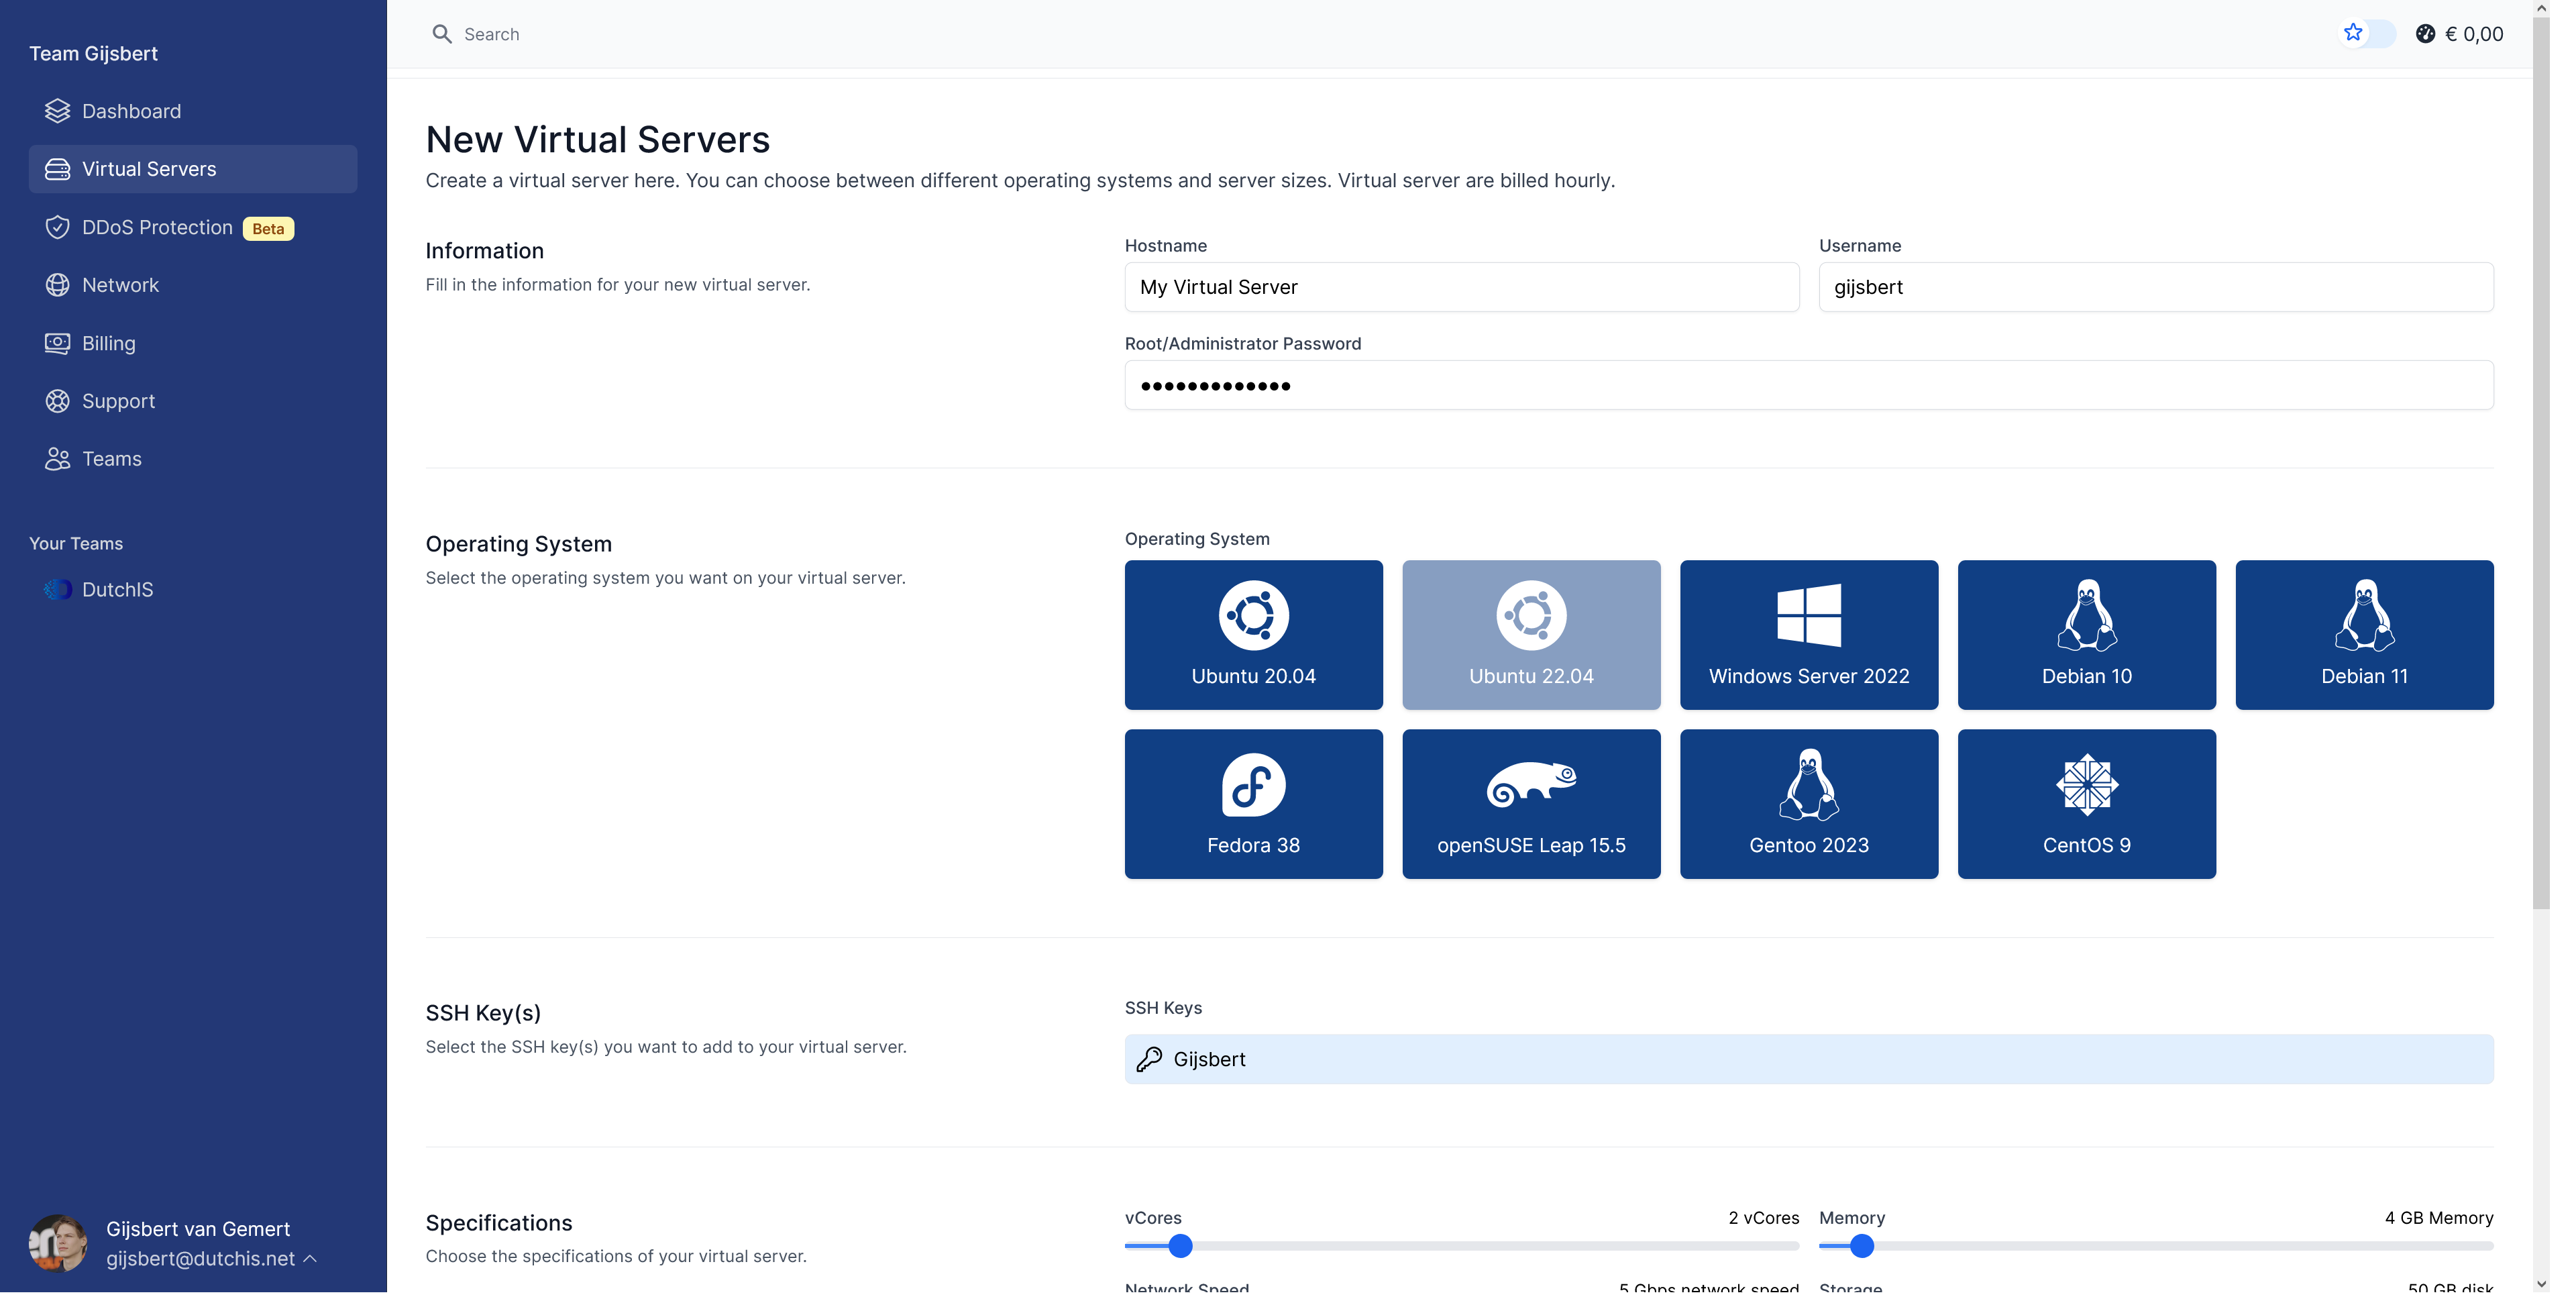 Team Gijsbert
Dashboard
Virtual Servers
DDoS Protection Beta
Network
Billing
Support
Teams
Your Teams
DutchIS
Gijsbert van Gemert
gijsbert@dutchis.net
Search
€ 0,00
New Virtual Servers
Create a virtual server here. You can choose between different operating systems and server sizes. Virtual server are billed hourly.
Information
Fill in the information for your new virtual server.
Hostname
My Virtual Server
Username
gijsbert
Root/Administrator Password
Operating System
Select the operating system you want on your virtual server.
Operating System
Ubuntu 20.04
Ubuntu 22.04
Windows Server 2022
Debian 10
Debian 11
Fedora 38
openSUSE Leap 15.5
Gentoo 2023
CentOS 9
SSH Key(s)
Select the SSH key(s) you want to add to your virtual server.
SSH Keys
Gijsbert
Specifications
Choose the specifications of your virtual server.
vCores
2 vCores
Memory
4 GB Memory
Network Speed
5 Gbps network speed
Storage
50 GB disk